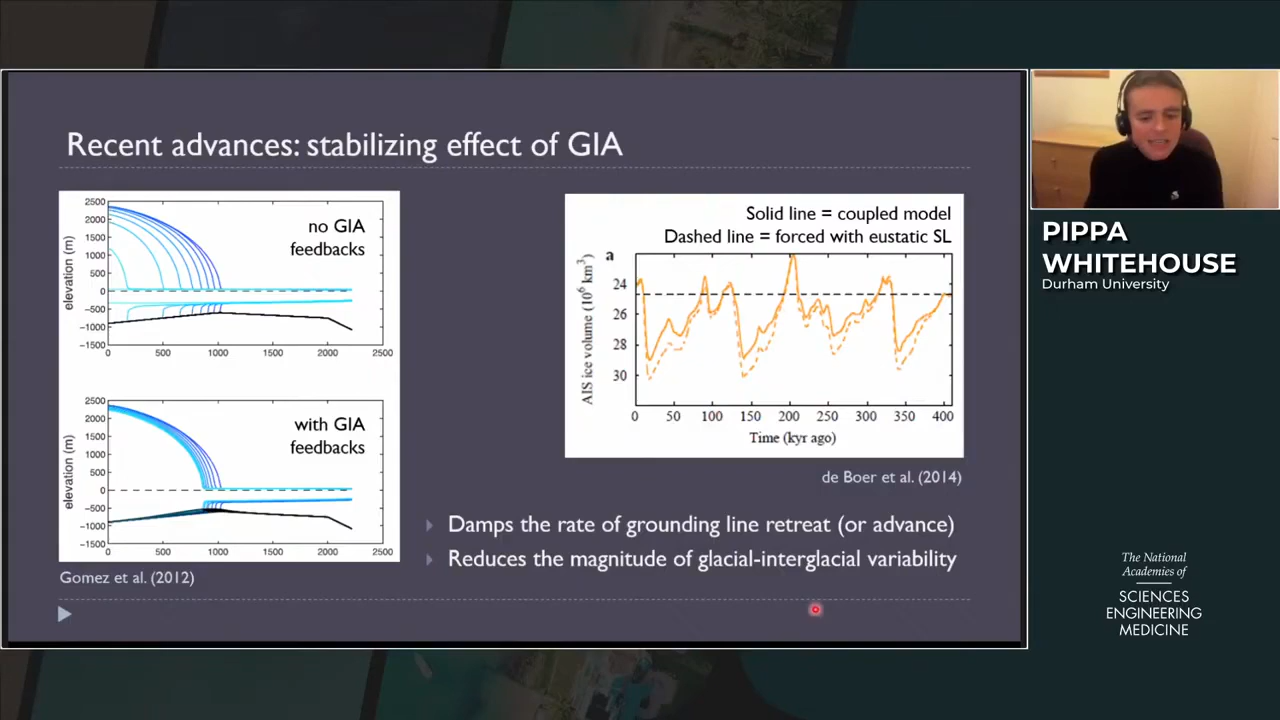 Recent advances: stabilizing effect of GIA
2500
2000
1500
1000
500
0
−500
−1000
−1500
elevation (m)
no GIA
feedbacks
0 500 1000 1500 2000 2500
2500
2000
1500
1000
500
0
−500
−1000
−1500
elevation (m)
with GIA
feedbacks
0 500 1000 1500 2000 2500
Gomez et al. (2012)
Solid line = coupled model
Dashed line = forced with eustatic SL
a
AIS ice volume (10⁶ km³)
24
26
28
30
0 50 100 150 200 250 300 350 400
Time (kyr ago)
de Boer et al. (2014)
Damps the rate of grounding line retreat (or advance)
Reduces the magnitude of glacial-interglacial variability
PIPPA
WHITEHOUSE
Durham University
The National
Academies of
SCIENCES
ENGINEERING
MEDICINE